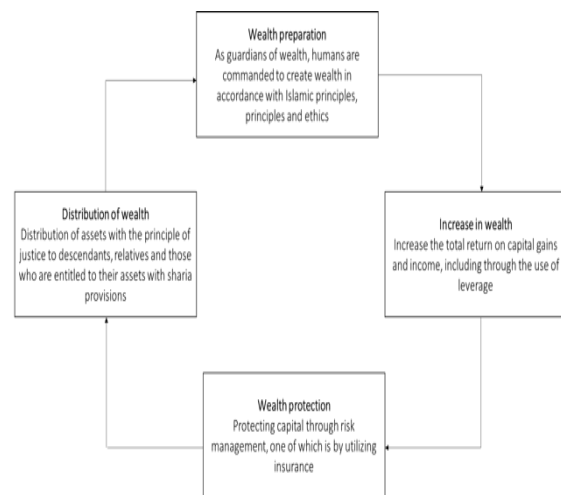 Wealth preparation
As guardians of wealth, humans are
commanded to create wealth in
accordance with Islamic principles,
principles and ethics
Increase in wealth
Increase the total return on capital gains
and income, including through the use of
leverage
Wealth protection
Protecting capital through risk
management, one of which is by utilizing
insurance
Distribution of wealth
Distribution of assets with the principle of
justice to descendants, relatives and those
who are entitled to their assets with sharia
provisions